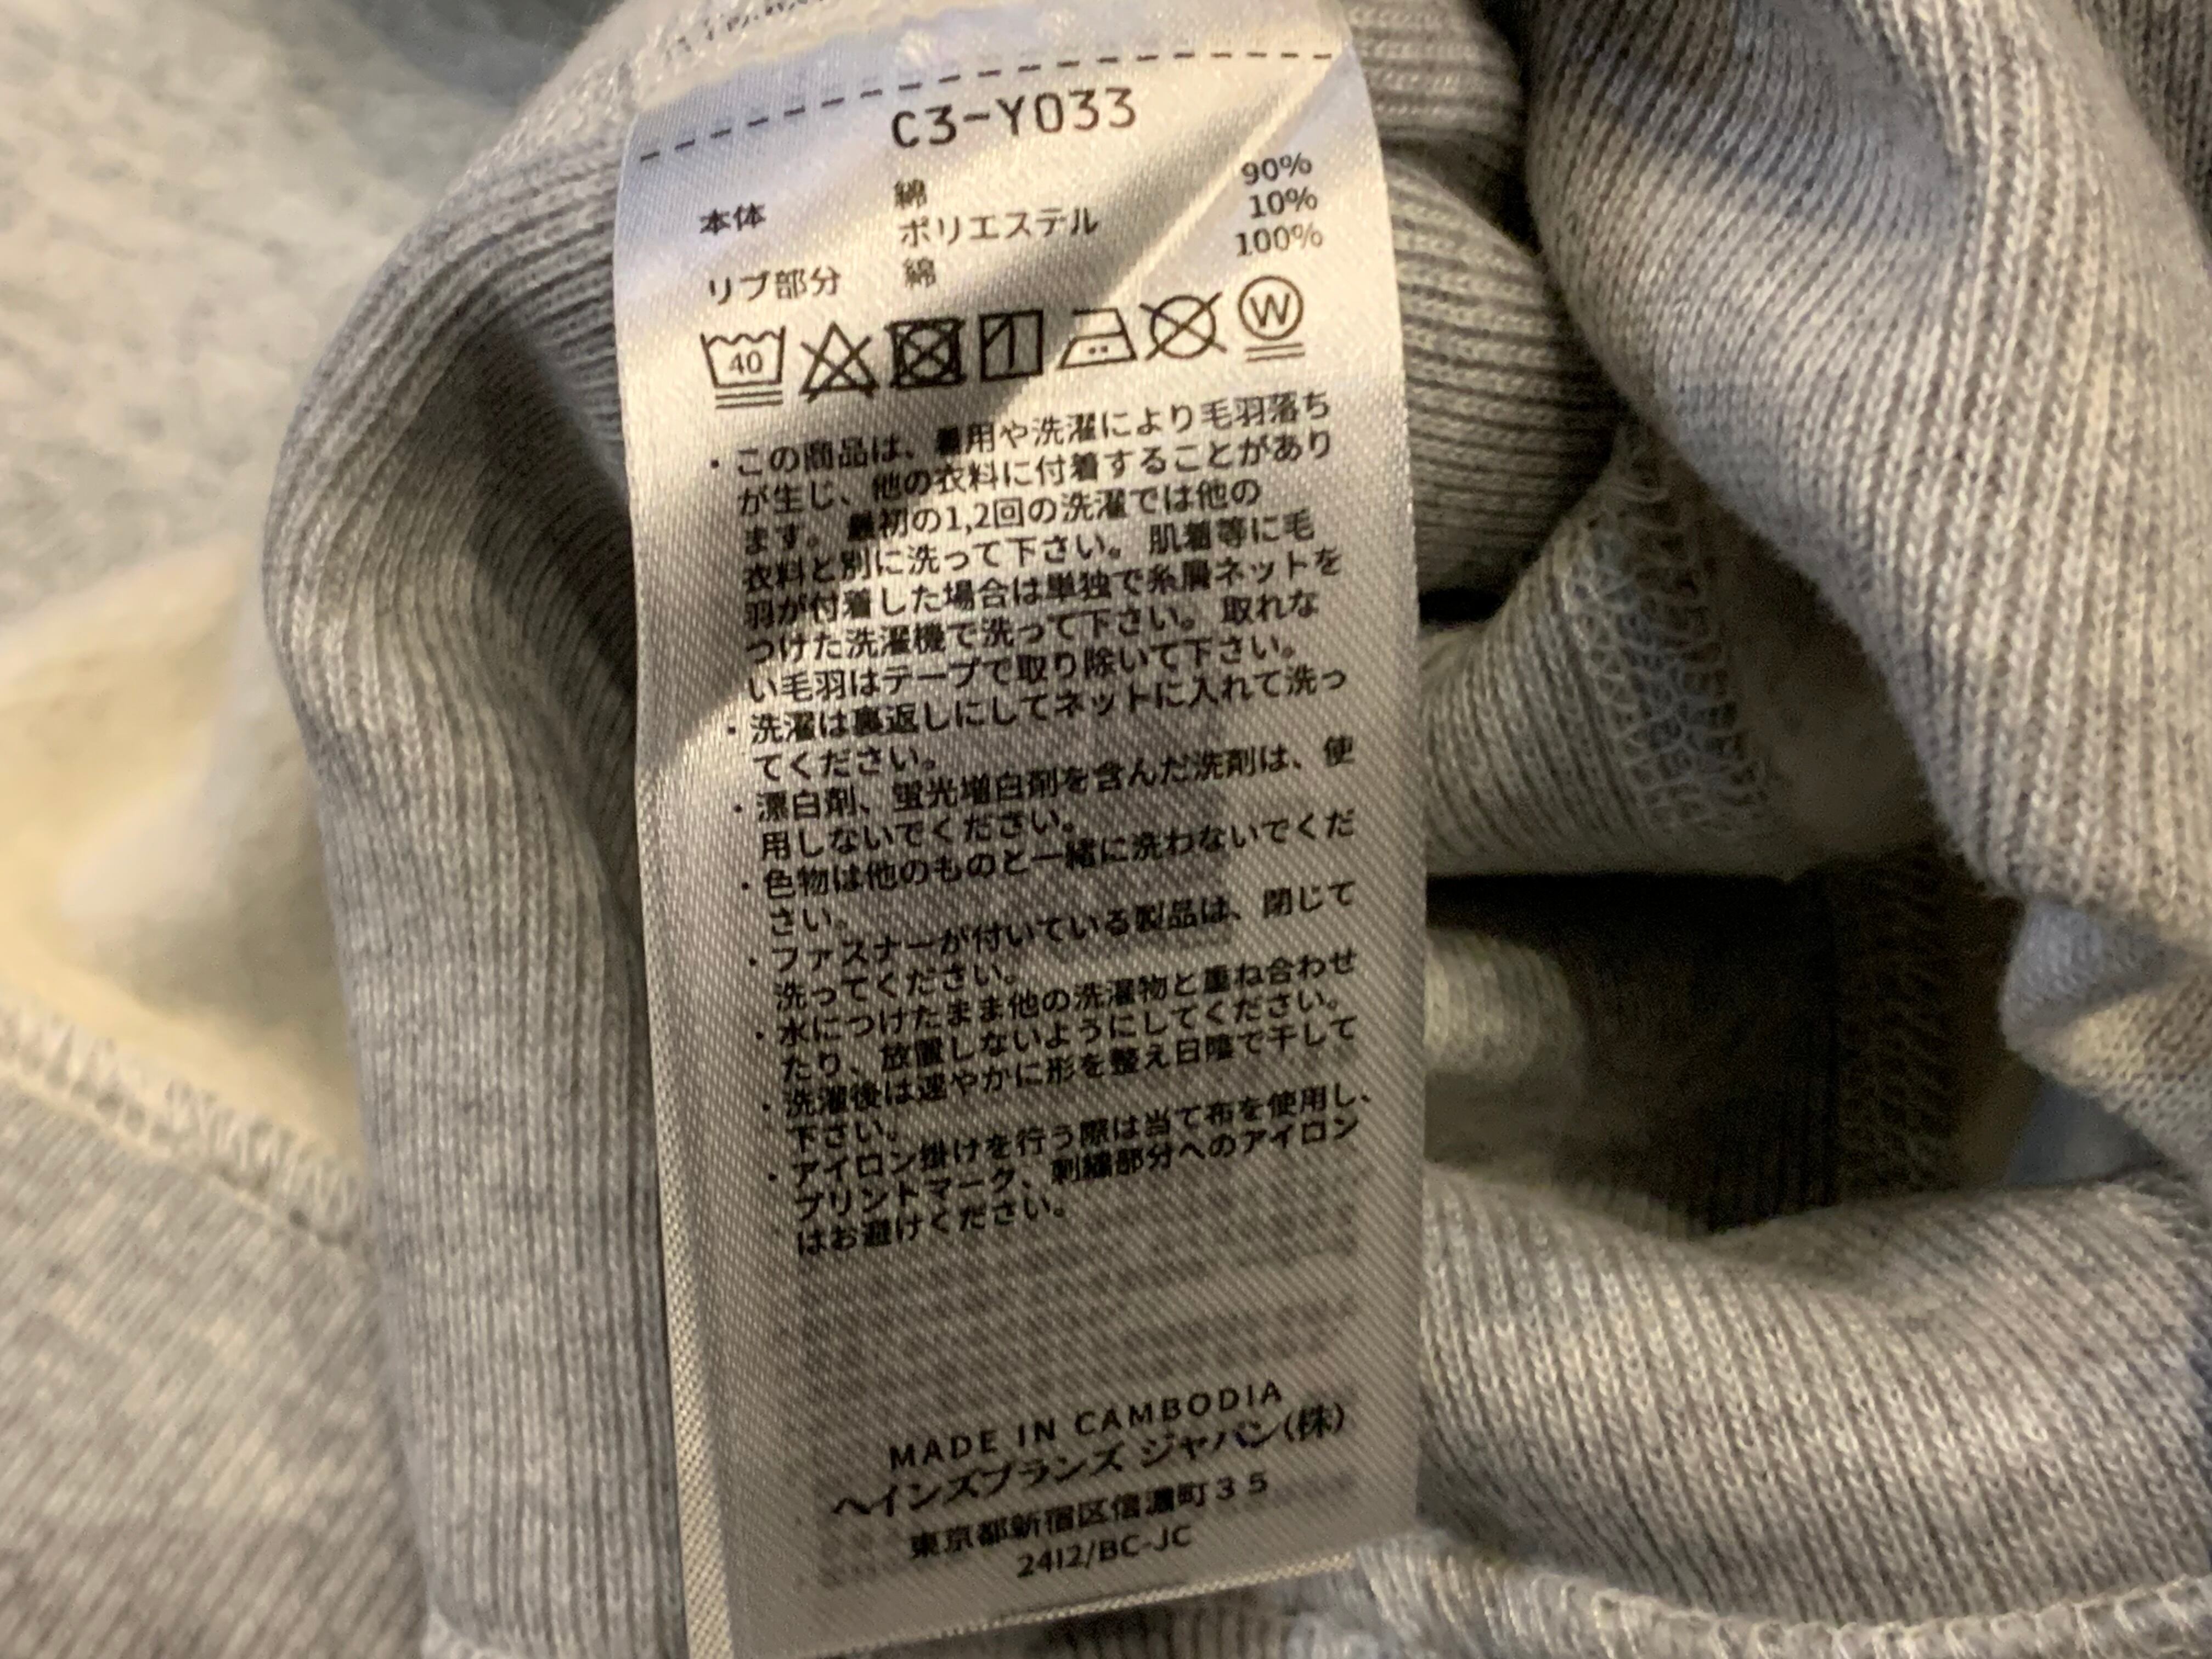 C3-Y033
本体 綿 90%
ポリエステル 10%
リブ部分 綿 100%
40 W
・この商品は、着用や洗濯により毛羽落ち
が生じ、他の衣料に付着することがあり
ます。最初の1,2回の洗濯では他の
衣料と別に洗って下さい。肌着等に毛
羽が付着した場合は単独で糸屑ネットを
つけた洗濯機で洗って下さい。取れな
い毛羽はテープで取り除いて下さい。
・洗濯は裏返しにしてネットに入れて洗っ
てください。
・漂白剤、蛍光増白剤を含んだ洗剤は、使
用しないでください。
・色物は他のものと一緒に洗わないでくだ
さい。
・ファスナーが付いている製品は、閉じて
洗ってください。
・水につけたまま他の洗濯物と重ね合わせ
たり、放置しないようにしてください。
・洗濯後は速やかに形を整え日陰で干して
下さい。
・アイロン掛けを行う際は当て布を使用し、
プリントマーク、刺繍部分へのアイロン
はお避けください。
MADE IN CAMBODIA
ヘインズブランズ ジャパン(株)
東京都新宿区信濃町35
2412/BC-JC